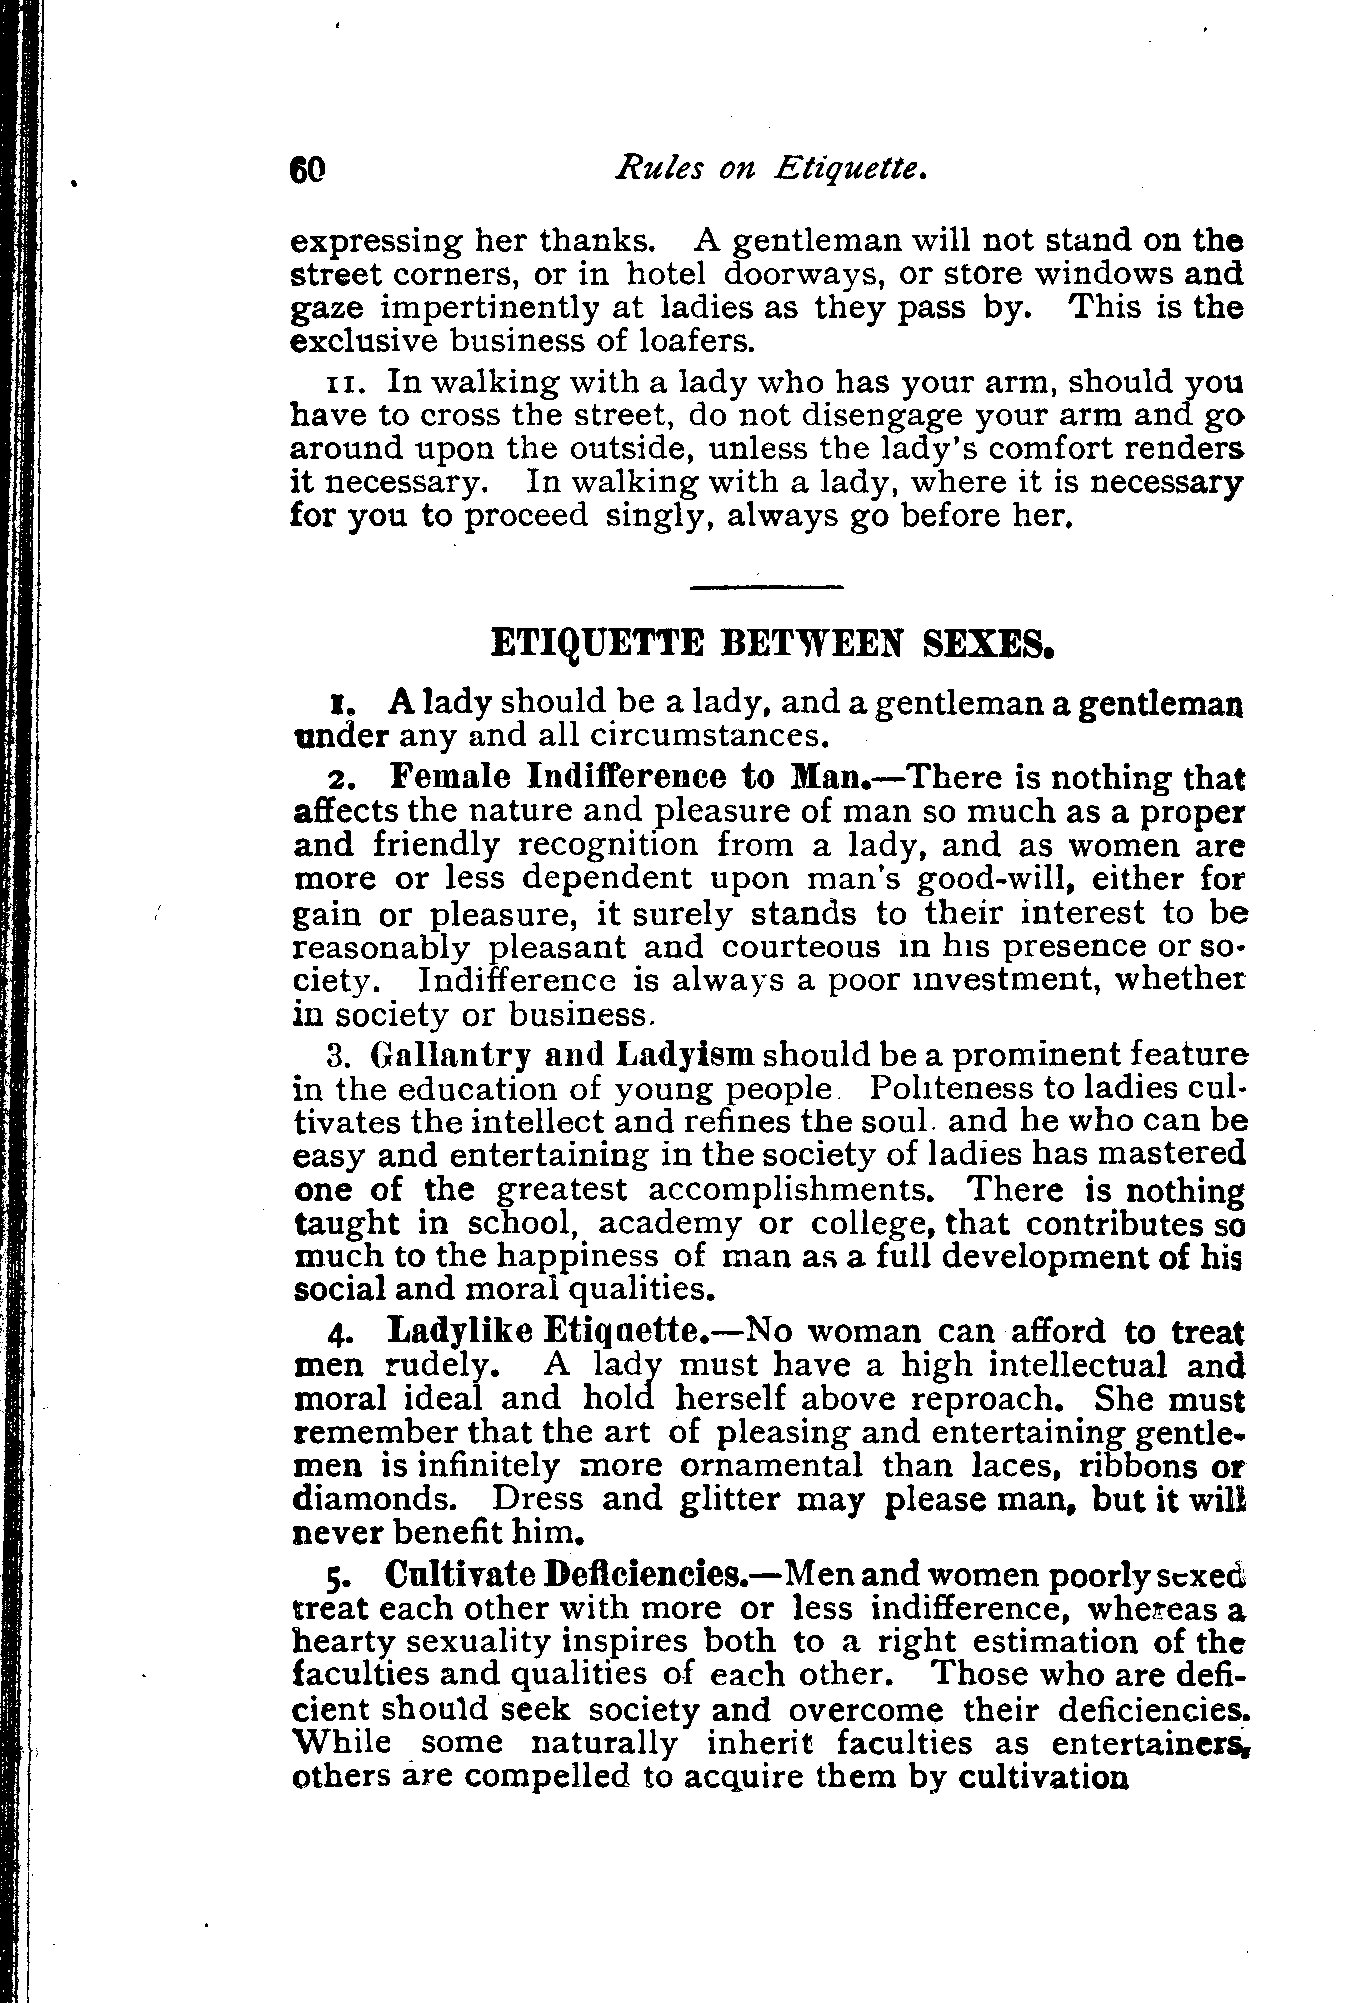 60 Rules on Etiquette.
expressing her thanks. A gentleman will not stand on the
street corners, or in hotel doorways, or store windows and
gaze impertinently at ladies as they pass by. This is the
exclusive business of loafers.
11. In walking with a lady who has your arm, should you
have to cross the street, do not disengage your arm and go
around upon the outside, unless the lady's comfort renders
it necessary. In walking with a lady, where it is necessary
for you to proceed singly, always go before her.
ETIQUETTE BETWEEN SEXES.
1. A lady should be a lady, and a gentleman a gentleman
under any and all circumstances.
2. Female Indifference to Man.—There is nothing that
affects the nature and pleasure of man so much as a proper
and friendly recognition from a lady, and as women are
more or less dependent upon man's good-will, either for
gain or pleasure, it surely stands to their interest to be
reasonably pleasant and courteous in his presence or so-
ciety. Indifference is always a poor investment, whether
in society or business.
3. Gallantry and Ladyism should be a prominent feature
in the education of young people. Politeness to ladies cul-
tivates the intellect and refines the soul. and he who can be
easy and entertaining in the society of ladies has mastered
one of the greatest accomplishments. There is nothing
taught in school, academy or college, that contributes so
much to the happiness of man as a full development of his
social and moral qualities.
4. Ladylike Etiquette.—No woman can afford to treat
men rudely. A lady must have a high intellectual and
moral ideal and hold herself above reproach. She must
remember that the art of pleasing and entertaining gentle-
men is infinitely more ornamental than laces, ribbons or
diamonds. Dress and glitter may please man, but it will
never benefit him.
5. Cultivate Deficiencies.—Men and women poorly sexed
treat each other with more or less indifference, whereas a
hearty sexuality inspires both to a right estimation of the
faculties and qualities of each other. Those who are defi-
cient should seek society and overcome their deficiencies.
While some naturally inherit faculties as entertainers,
others are compelled to acquire them by cultivation